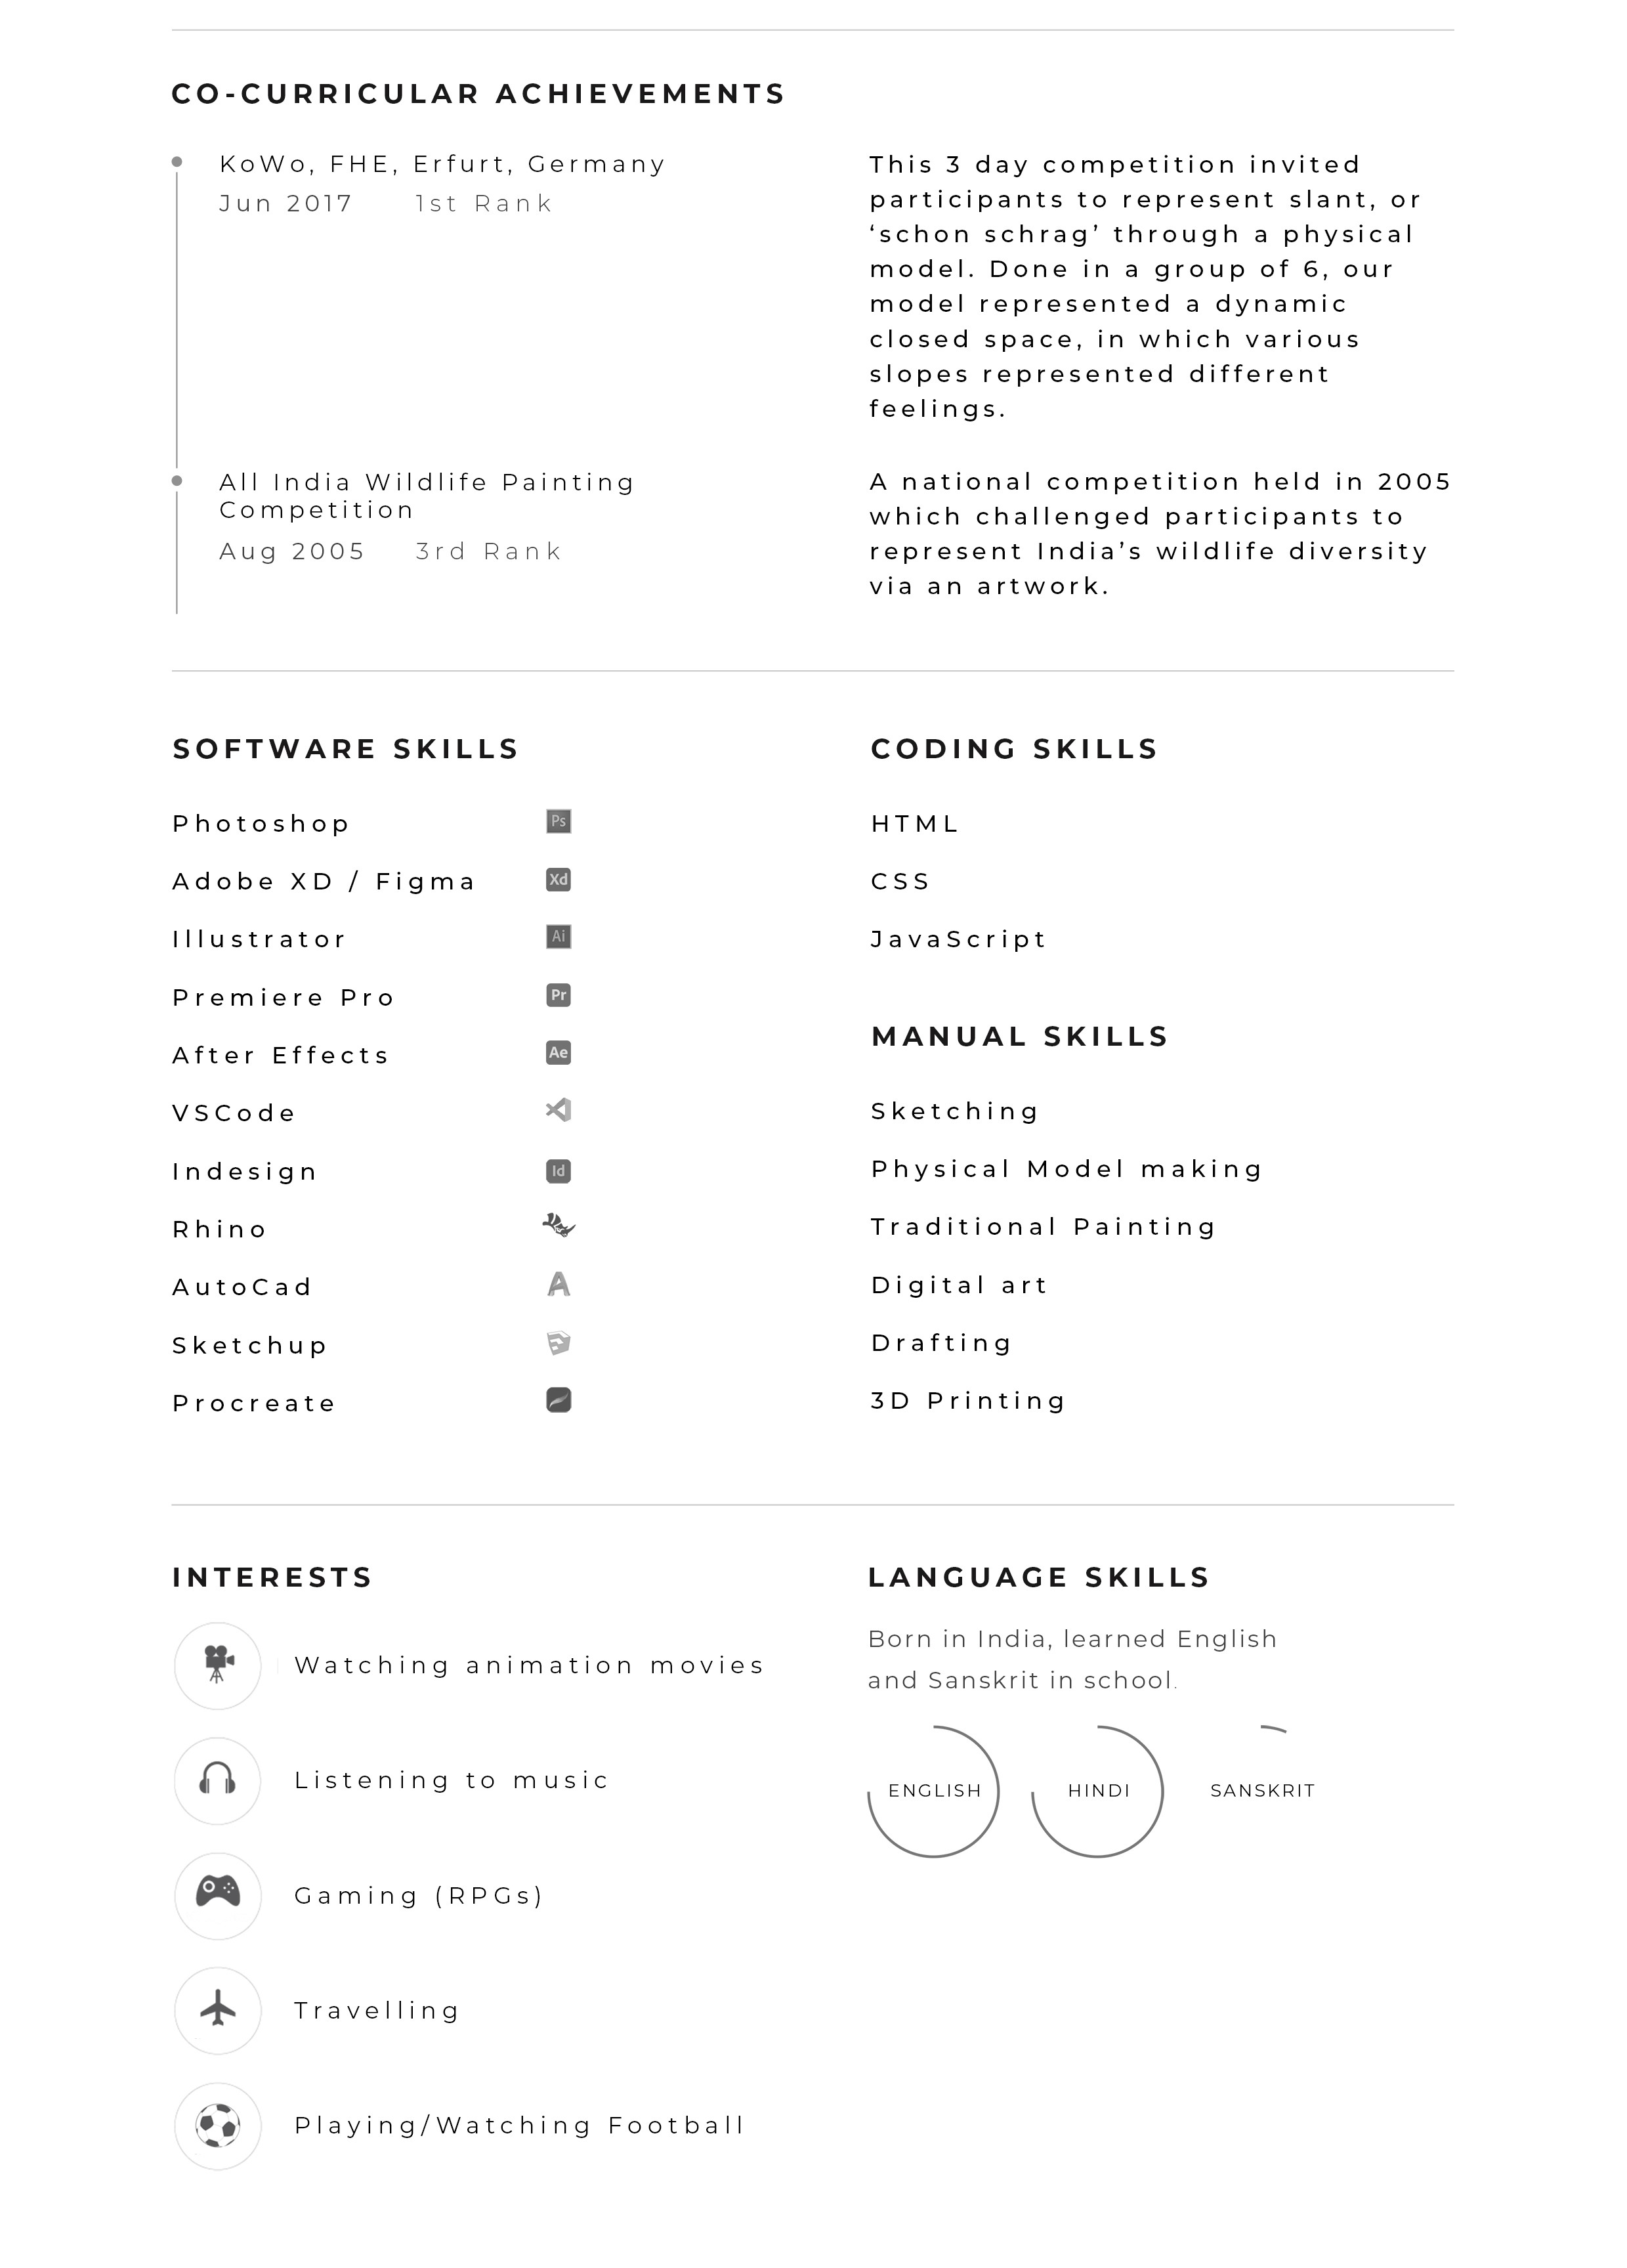 CO-CURRICULAR ACHIEVEMENTS
KoWo, FHE, Erfurt, Germany
Jun 2017 1st Rank
This 3 day competition invited
participants to represent slant, or
‘schon schrag’ through a physical
model. Done in a group of 6, our
model represented a dynamic
closed space, in which various
slopes represented different
feelings.
All India Wildlife Painting
Competition
Aug 2005 3rd Rank
A national competition held in 2005
which challenged participants to
represent India’s wildlife diversity
via an artwork.
SOFTWARE SKILLS
Photoshop Ps
Adobe XD / Figma Xd
Illustrator Ai
Premiere Pro Pr
After Effects Ae
VSCode
Indesign Id
Rhino
AutoCad
Sketchup
Procreate
CODING SKILLS
HTML
CSS
JavaScript
MANUAL SKILLS
Sketching
Physical Model making
Traditional Painting
Digital art
Drafting
3D Printing
INTERESTS
Watching animation movies
Listening to music
Gaming (RPGs)
Travelling
Playing/Watching Football
LANGUAGE SKILLS
Born in India, learned English
and Sanskrit in school.
ENGLISH HINDI SANSKRIT